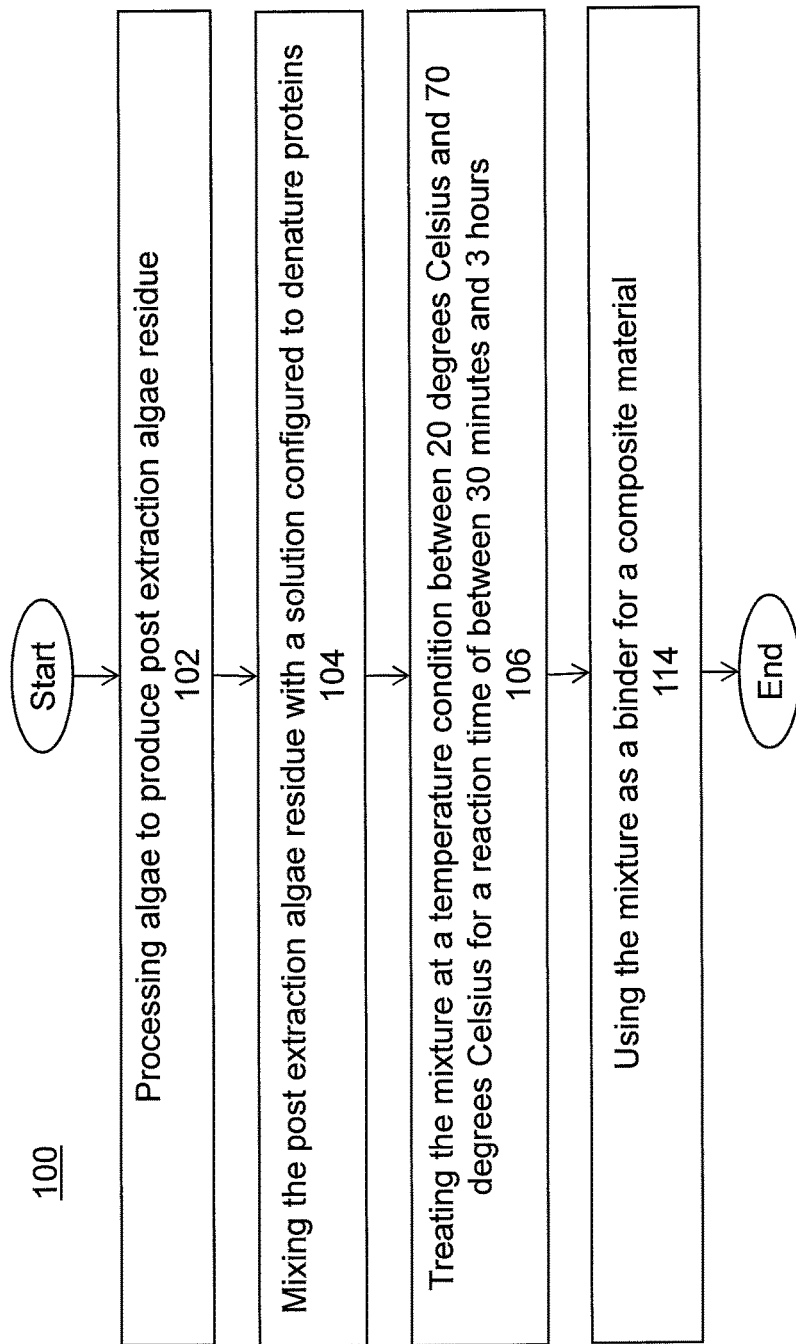 100
Start
Processing algae to produce post extraction algae residue
102
Mixing the post extraction algae residue with a solution configured to denature proteins
104
Treating the mixture at a temperature condition between 20 degrees Celsius and 70
degrees Celsius for a reaction time of between 30 minutes and 3 hours
106
Using the mixture as a binder for a composite material
114
End